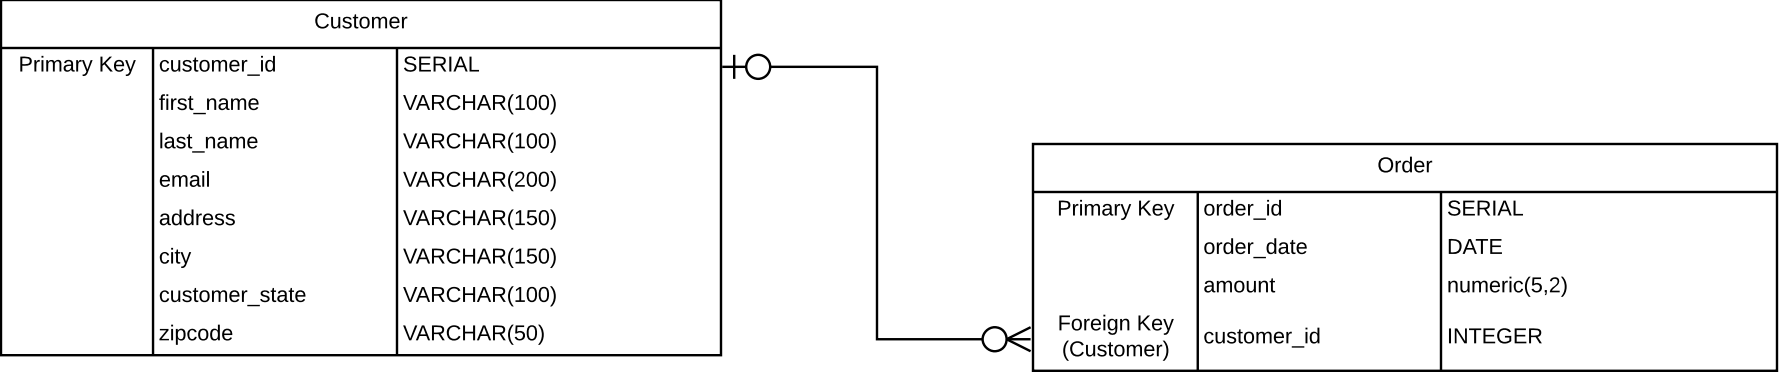 Customer
Primary Key customer_id SERIAL
first_name VARCHAR(100)
last_name VARCHAR(100)
email VARCHAR(200)
address VARCHAR(150)
city VARCHAR(150)
customer_state VARCHAR(100)
zipcode VARCHAR(50)
Order
Primary Key order_id SERIAL
order_date DATE
amount numeric(5,2)
Foreign Key
(Customer) customer_id INTEGER